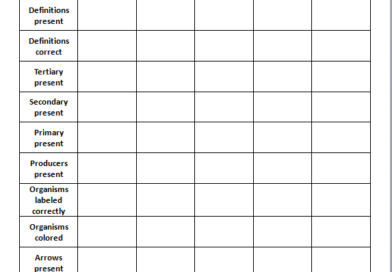 Definitions
present
Definitions
correct
Tertiary
present
Secondary
present
Primary
present
Producers
present
Organisms
labeled
correctly
Organisms
colored
Arrows
present